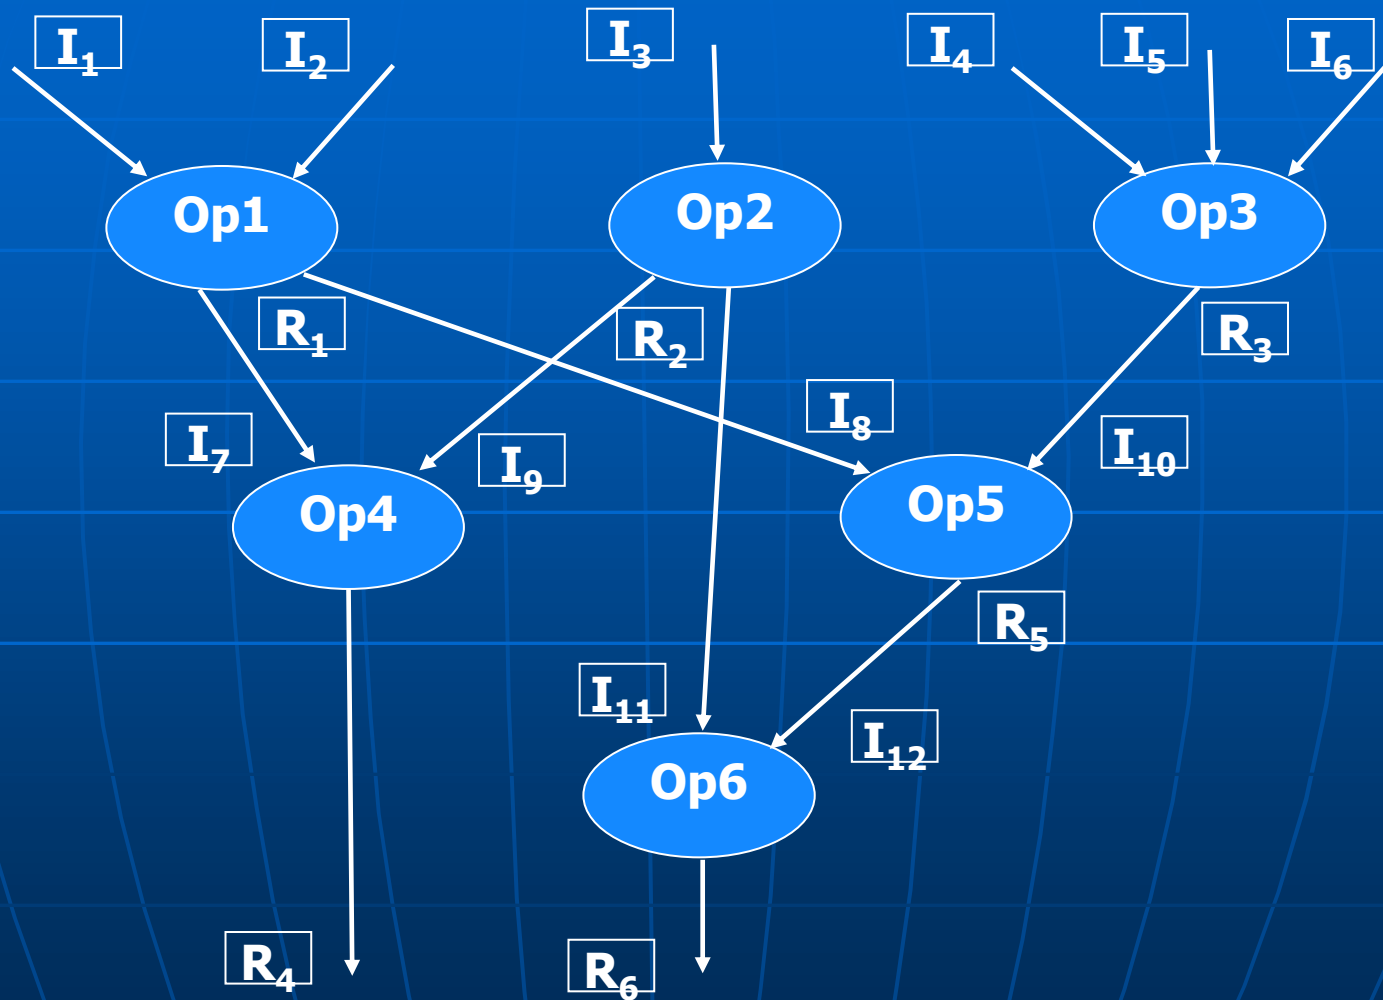 I₁
I₂
I₃
I₄
I₅
I₆
Op1
Op2
Op3
R₁
R₂
R₃
I₇
I₉
I₈
I₁₀
Op4
Op5
R₅
I₁₁
I₁₂
Op6
R₄
R₆